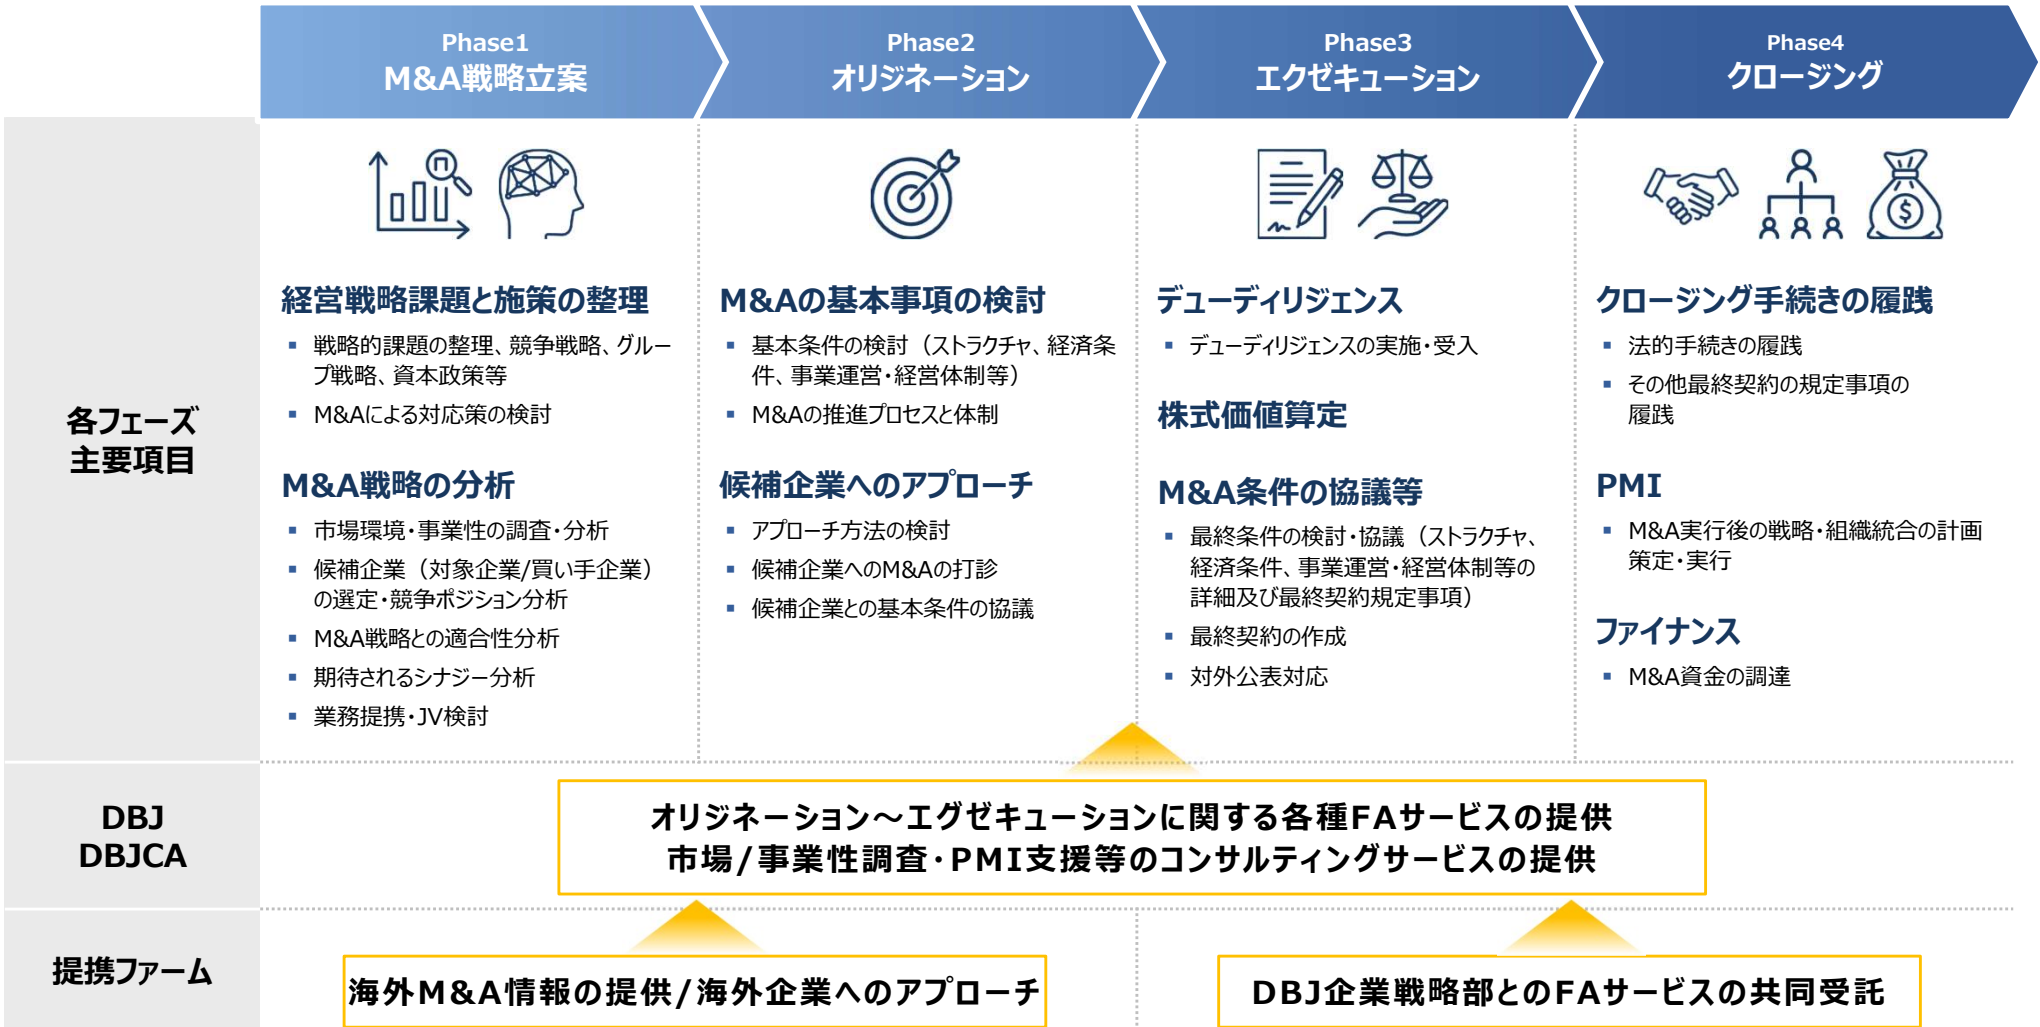 Phase1
M&A戦略立案
Phase2
オリジネーション
Phase3
エクゼキューション
Phase4
クロージング
各フェーズ
主要項目
経営戦略課題と施策の整理
▪ 戦略的課題の整理、競争戦略、グルー
プ戦略、資本政策等
▪ M&Aによる対応策の検討
M&A戦略の分析
▪ 市場環境・事業性の調査・分析
▪ 候補企業（対象企業/買い手企業）
の選定・競争ポジション分析
▪ M&A戦略との適合性分析
▪ 期待されるシナジー分析
▪ 業務提携・JV検討
M&Aの基本事項の検討
▪ 基本条件の検討（ストラクチャ、経済条
件、事業運営・経営体制等）
▪ M&Aの推進プロセスと体制
候補企業へのアプローチ
▪ アプローチ方法の検討
▪ 候補企業へのM&Aの打診
▪ 候補企業との基本条件の協議
デューディリジェンス
▪ デューディリジェンスの実施・受入
株式価値算定
M&A条件の協議等
▪ 最終条件の検討・協議（ストラクチャ、
経済条件、事業運営・経営体制等の
詳細及び最終契約規定事項）
▪ 最終契約の作成
▪ 対外公表対応
クロージング手続きの履践
▪ 法的手続きの履践
▪ その他最終契約の規定事項の
履践
PMI
▪ M&A実行後の戦略・組織統合の計画
策定・実行
ファイナンス
▪ M&A資金の調達
DBJ
DBJCA
オリジネーション～エグゼキューションに関する各種FAサービスの提供
市場/事業性調査・PMI支援等のコンサルティングサービスの提供
提携ファーム
海外M&A情報の提供/海外企業へのアプローチ
DBJ企業戦略部とのFAサービスの共同受託